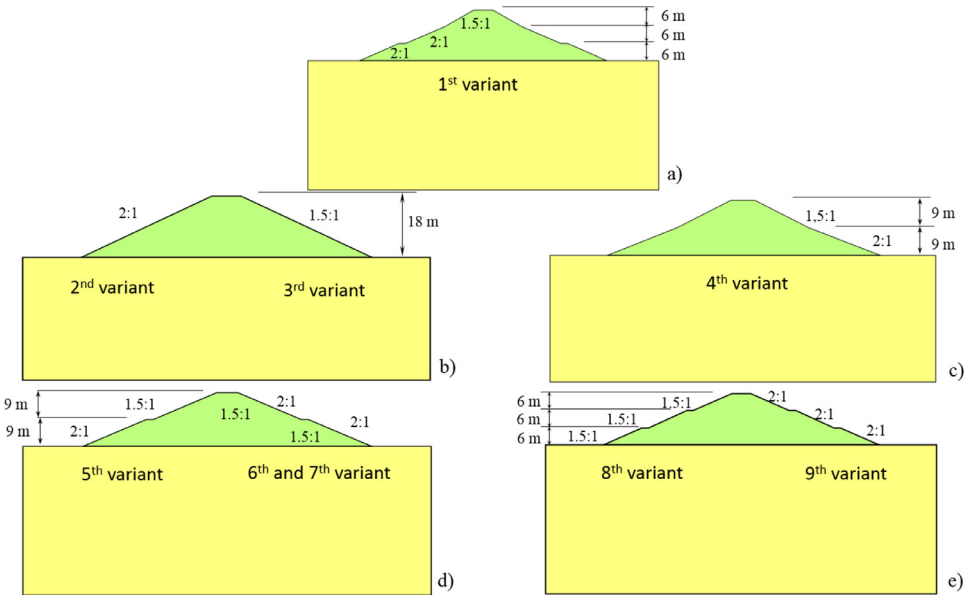 6 m
1.5:1
6 m
2:1
2:1
6 m
1st variant
a)
2:1
1.5:1
18 m
2nd variant
3rd variant
b)
9 m
1,5:1
9 m
2:1
4th variant
c)
9 m
1.5:1
2:1
1.5:1
9 m
2:1
2:1
1.5:1
5th variant
6th and 7th variant
d)
6 m
1.5:1
2:1
6 m
1.5:1
2:1
6 m
1.5:1
2:1
8th variant
9th variant
e)